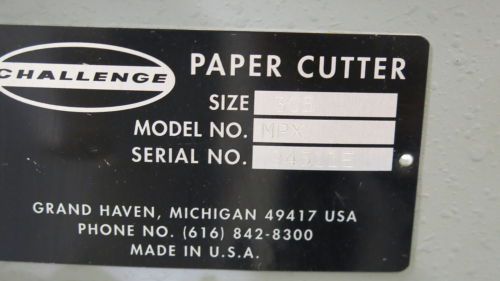 CHALLENGE
PAPER CUTTER
SIZE
MODEL NO. MPX
SERIAL NO.
GRAND HAVEN, MICHIGAN 49417 USA
PHONE NO. (616) 842-8300
MADE IN U.S.A.